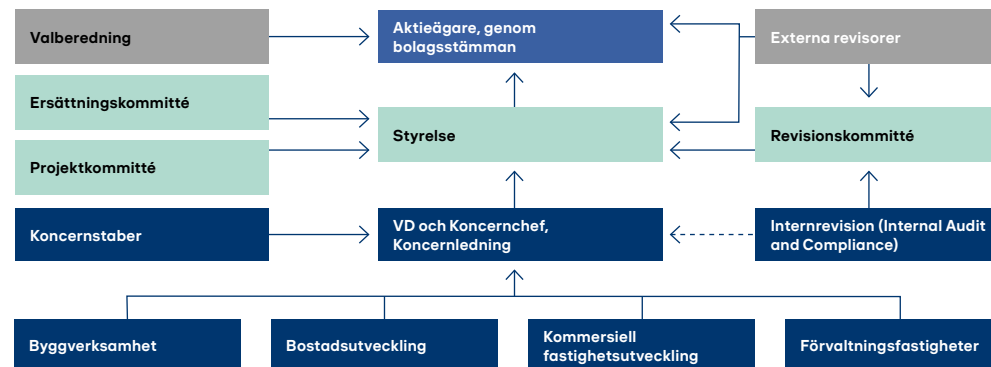 Valberedning
Aktieägare, genom
bolagsstämman
Externa revisorer
Ersättningskommitté
Styrelse
Revisionskommitté
Projektkommitté
Koncernstaber
VD och Koncernchef,
Koncernledning
Internrevision (Internal Audit
and Compliance)
Byggverksamhet
Bostadsutveckling
Kommersiell
fastighetsutveckling
Förvaltningsfastigheter